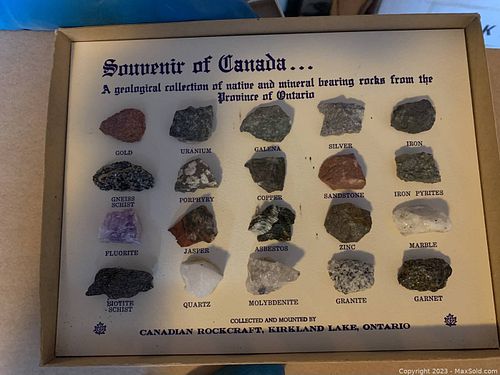 Souvenir of Canada...
A geological collection of native and mineral bearing rocks from the
Province of Ontario
GOLD URANIUM GALENA SILVER IRON
GNEISS
SCHIST PORPHYRY COPPER SANDSTONE IRON PYRITES
FLUORITE JASPER ASBESTOS ZINC MARBLE
BIOTITE
-SCHIST QUARTZ MOLYBDENITE GRANITE GARNET
COLLECTED AND MOUNTED BY
CANADIAN ROCKCRAFT, KIRKLAND LAKE, ONTARIO
Copyright 2023 - MaxSold.com